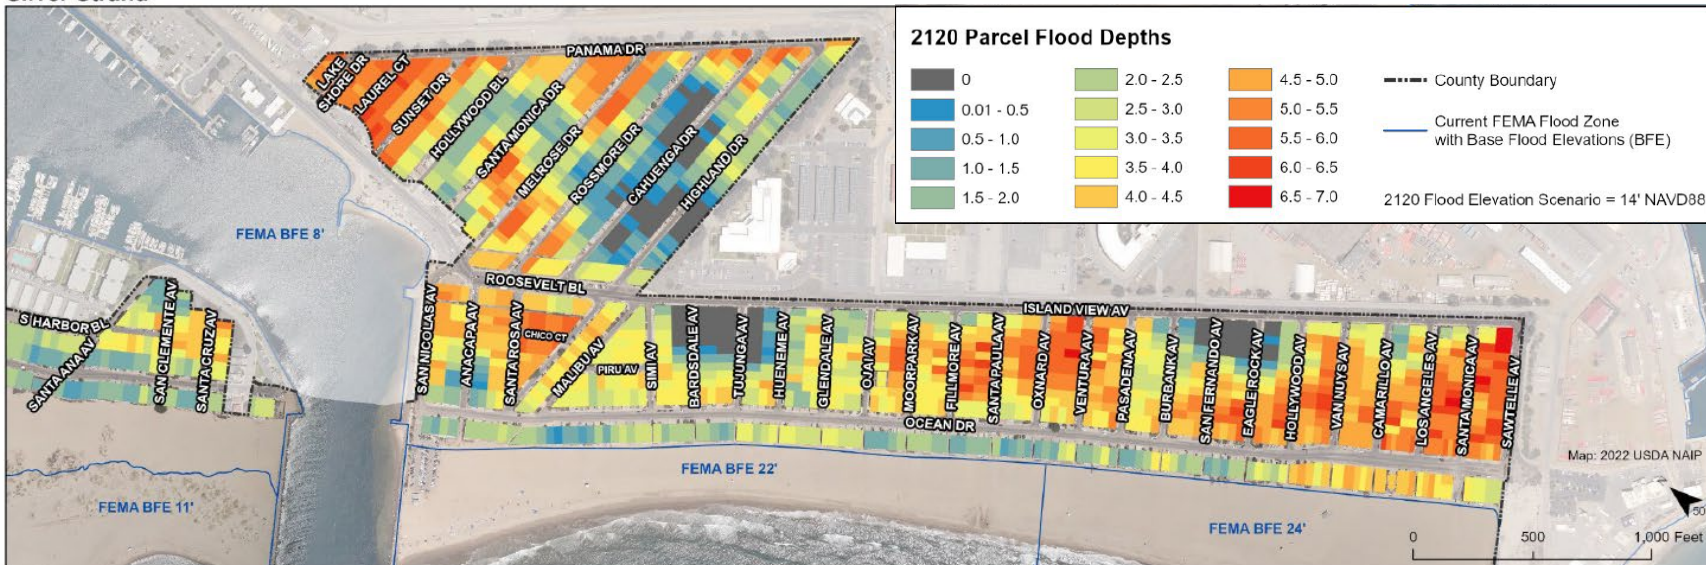 2120 Parcel Flood Depths
0
0.01 - 0.5
0.5 - 1.0
1.0 - 1.5
1.5 - 2.0
2.0 - 2.5
2.5 - 3.0
3.0 - 3.5
3.5 - 4.0
4.0 - 4.5
4.5 - 5.0
5.0 - 5.5
5.5 - 6.0
6.0 - 6.5
6.5 - 7.0
County Boundary
Current FEMA Flood Zone
with Base Flood Elevations (BFE)
2120 Flood Elevation Scenario = 14' NAVD88
PANAMA DR
LAKE
SHORE DR
LAUREL CT
SUNSET DR
HOLLYWOOD BL
SANTA MONICA DR
MELROSE DR
ROSSMORE DR
CAHUENGA DR
HIGHLAND DR
FEMA BFE 8'
ROOSEVELT BL
ISLAND VIEW AV
S HARBOR BL
SANTA ANA AV
SAN CLEMENTE AV
SANTA CRUZ AV
SAN NICOLAS AV
ANACAPA AV
SANTA ROSA AV
CHICO CT
MALIBU AV
PIRU AV
SIMI AV
BARDSDALE AV
TUJUNGA AV
HUENEME AV
GLENDALE AV
OJAI AV
MOORPARK AV
FILLMORE AV
SANTA PAULA AV
OXNARD AV
VENTURA AV
PASADENA AV
BURBANK AV
SAN FERNANDO AV
EAGLE ROCK AV
HOLLYWOOD AV
VAN NUYS AV
CAMARILLO AV
LOS ANGELES AV
SANTA MONICA AV
SAWTELLE AV
OCEAN DR
Map: 2022 USDA NAIP
FEMA BFE 22'
FEMA BFE 11'
FEMA BFE 24'
0 500 1,000 Feet